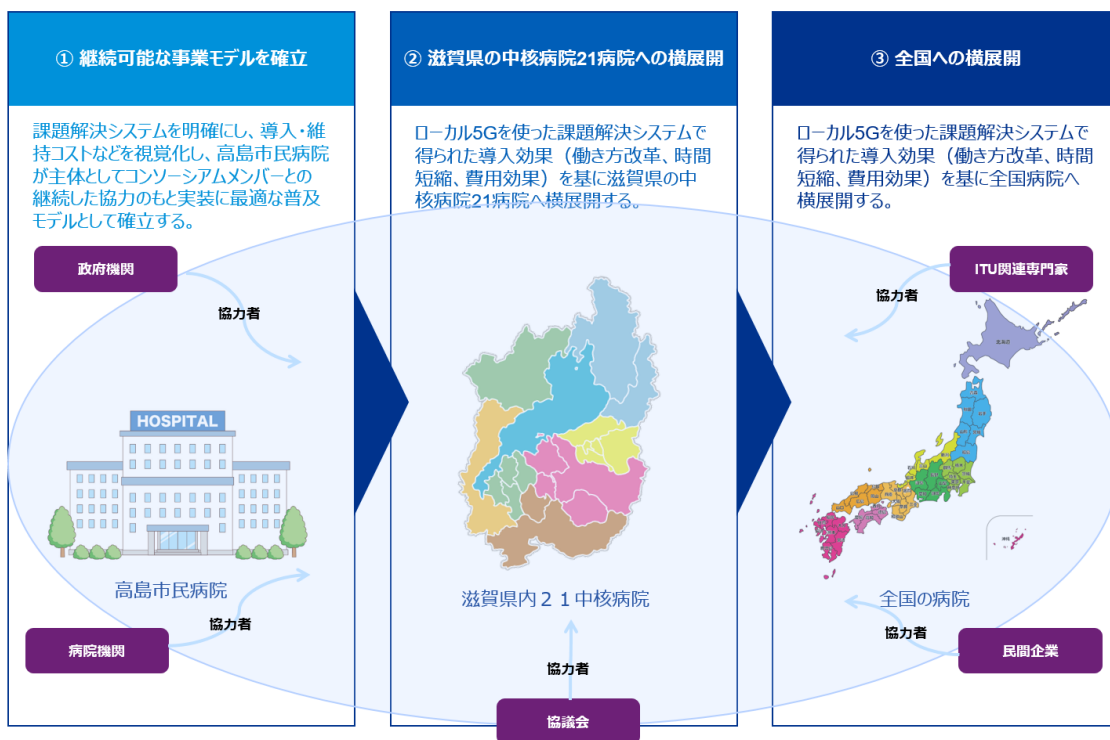 ① 継続可能な事業モデルを確立
課題解決システムを明確にし、導入・維
持コストなどを視覚化し、高島市民病院
が主体としてコンソーシアムメンバーとの
継続した協力のもと実装に最適な普及
モデルとして確立する。
政府機関
協力者
HOSPITAL
高島市民病院
協力者
病院機関
② 滋賀県の中核病院21病院への横展開
ローカル5Gを使った課題解決システムで
得られた導入効果（働き方改革、時間
短縮、費用効果）を基に滋賀県の中
核病院21病院へ横展開する。
滋賀県内２１中核病院
協力者
協議会
③ 全国への横展開
ローカル5Gを使った課題解決システムで
得られた導入効果（働き方改革、時間
短縮、費用効果）を基に全国病院へ
横展開する。
ITU関連専門家
協力者
全国の病院
協力者
民間企業